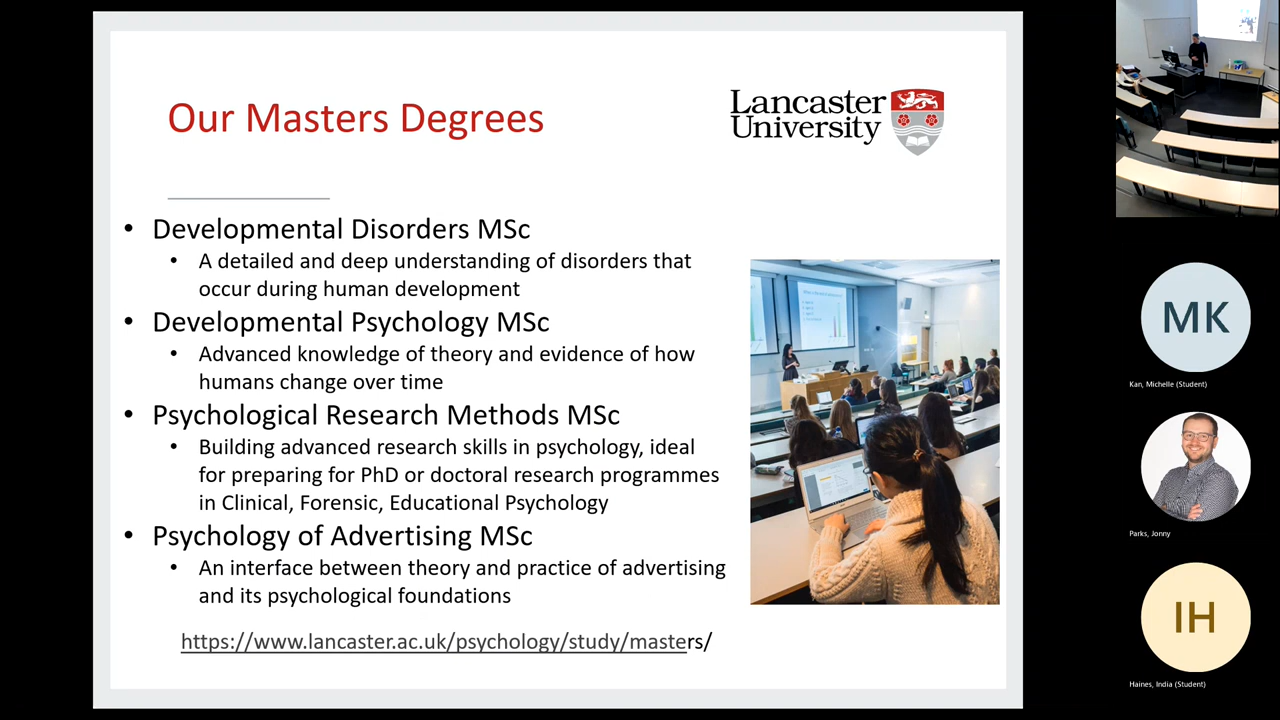 Our Masters Degrees
Lancaster
University
• Developmental Disorders MSc
• A detailed and deep understanding of disorders that
occur during human development
• Developmental Psychology MSc
• Advanced knowledge of theory and evidence of how
humans change over time
• Psychological Research Methods MSc
• Building advanced research skills in psychology, ideal
for preparing for PhD or doctoral research programmes
in Clinical, Forensic, Educational Psychology
• Psychology of Advertising MSc
• An interface between theory and practice of advertising
and its psychological foundations
https://www.lancaster.ac.uk/psychology/study/masters/
MK
Kan, Michelle (Student)
Parks, Jonny
IH
Haines, India (Student)